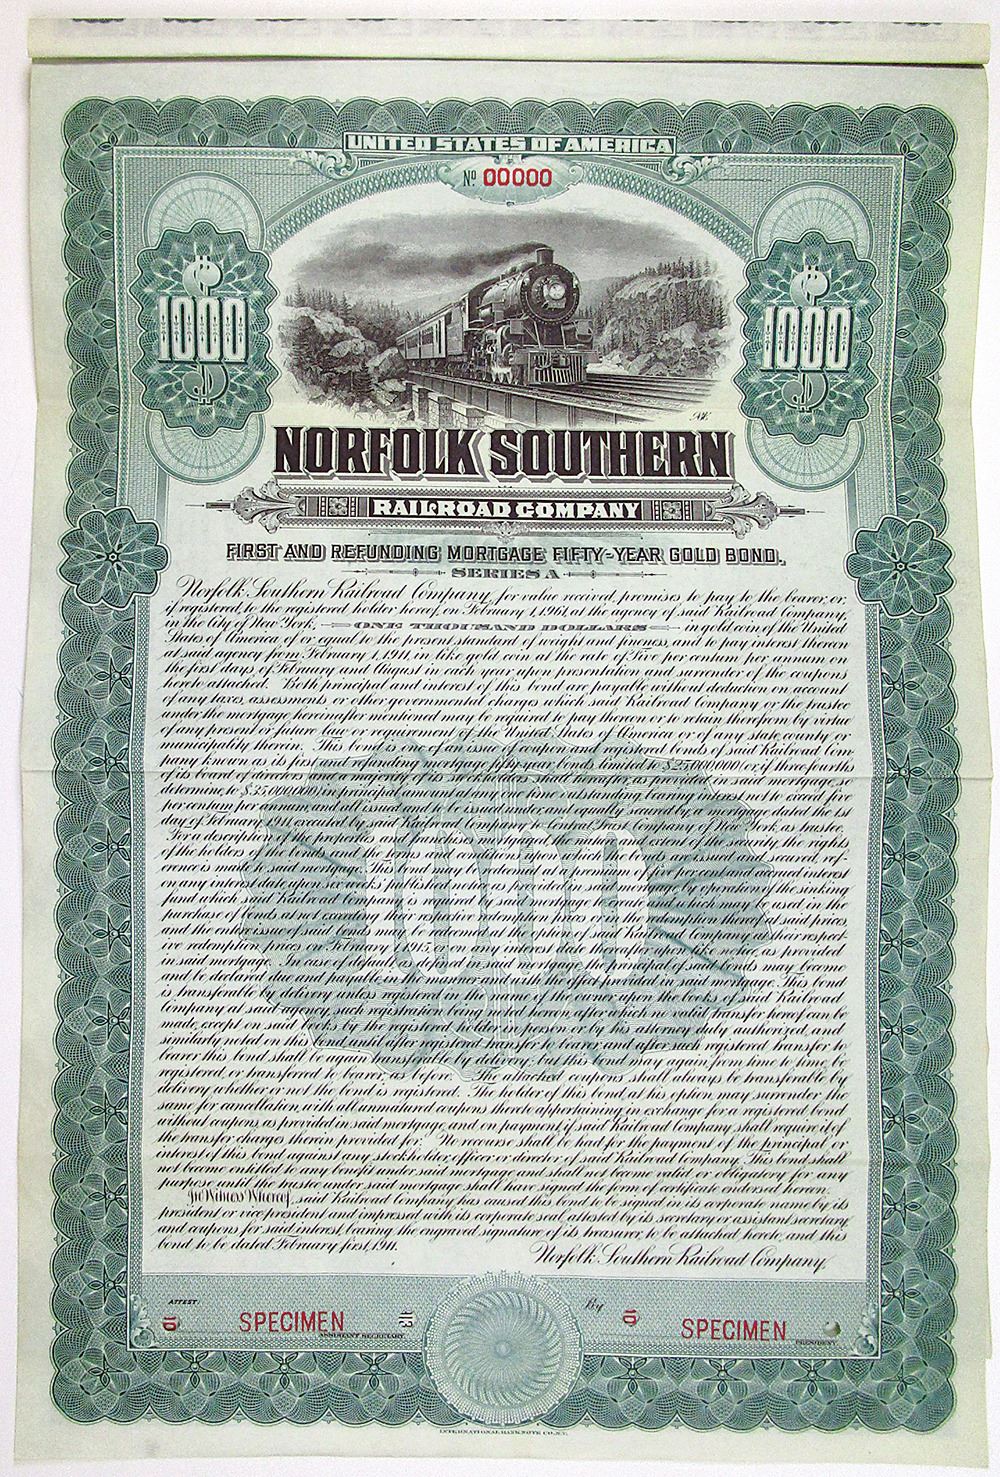 UNITED STATES OF AMERICA
No. 00000
$ 1000 $
$ 1000 $
NORFOLK SOUTHERN
RAILROAD COMPANY
FIRST AND REFUNDING MORTGAGE FIFTY-YEAR GOLD BOND.
SERIES A
Norfolk Southern Railroad Company, for value received, promises to pay to the bearer, or,
if registered, to the registered holder hereof, on February 1, 1961, at the agency of said Railroad Company,
in the City of New York, ONE THOUSAND DOLLARS in gold coin of the United
States of America of or equal to the present standard of weight and fineness, and to pay interest thereon
at said agency from February 1, 1911, in like gold coin at the rate of Five per centum per annum on
the first days of February and August in each year upon presentation and surrender of the coupons
hereto attached. Both principal and interest of this bond are payable without deduction on account
of any taxes, assessments, or other governmental charges which said Railroad Company or the trustee
under the mortgage hereinafter mentioned may be required to pay thereon or to retain therefrom by virtue
of any present or future law or requirement of the United States of America or of any state, county or
municipality therein. This bond is one of an issue of coupon and registered bonds of said Railroad Com-
pany known as its first and refunding mortgage fifty-year bonds, limited to $25,000,000 (or, if three-fourths
of its board of directors and a majority of its stockholders shall hereafter, as provided in said mortgage, so
determine, to $35,000,000) in principal amount at any one time outstanding, bearing interest not to exceed five
per centum per annum, and all issued and to be issued under, and equally secured by, a mortgage dated the 1st
day of February 1911, executed by said Railroad Company to Central Trust Company of New York, as trustee.
For a description of the properties and franchises mortgaged, the nature and extent of the security, the rights
of the holders of the bonds, and the terms and conditions upon which the bonds are issued and secured, ref-
erence is made to said mortgage. This bond may be redeemed at a premium of five per cent and accrued interest
on any interest date, upon six weeks' published notice, as provided in said mortgage, by operation of the sinking
fund which said Railroad Company is required by said mortgage to create and which may be used in the
purchase of bonds at not exceeding their respective redemption prices or in the redemption thereof at said prices,
and the entire issue of said bonds may be redeemed at the option of said Railroad Company at their respect-
ive redemption prices on February 1, 1915, or on any interest date thereafter upon like notice, as provided
in said mortgage. In case of default, as defined in said mortgage, the principal of said bonds may become
and be declared due and payable, in the manner and with the effect provided in said mortgage. This bond
is transferable by delivery unless registered in the name of the owner upon the books of said Railroad
Company at said agency, such registration being noted hereon, after which no valid transfer hereof can be
made, except on said books by the registered holder in person, or by his attorney duly authorized, and
similarly noted on this bond until after registered transfer to bearer, and after such registered transfer to
bearer this bond shall be again transferable by delivery; but this bond may again from time to time, be
registered, or transferred to bearer, as before. The attached coupons shall always be transferable by
delivery whether or not the bond is registered. The holder of this bond, at his option, may surrender the
same for cancellation, with all unmatured coupons thereto appertaining, in exchange for a registered bond
without coupons, as provided in said mortgage, and on payment, if said Railroad Company shall require it, of
the transfer charges therein provided for. No recourse shall be had for the payment of the principal or
interest of this bond against any stockholder, officer or director of said Railroad Company. This bond shall
not become entitled to any benefit under said mortgage and shall not become valid or obligatory for any
purpose until the trustee under said mortgage shall have signed the form of certificate endorsed hereon.
In Witness Whereof, said Railroad Company has caused this bond to be signed in its corporate name by its
president or vice president and impressed with its corporate seal, attested by its secretary or assistant secretary,
and coupons for said interest, bearing the engraved signature of its treasurer, to be attached hereto, and this
bond to be dated February first, 1911.
Norfolk Southern Railroad Company,
ATTEST:
By
SPECIMEN
SPECIMEN
ASSISTANT SECRETARY.
PRESIDENT.
INTERNATIONAL BANK NOTE CO. N.Y.